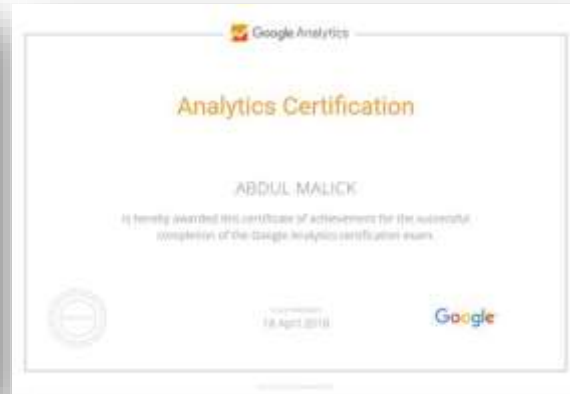 Google Analytics
Analytics Certification
ABDUL MALICK
is hereby awarded this certificate of achievement for the successful
completion of the Google Analytics certification exam.
18 April 2018
Google